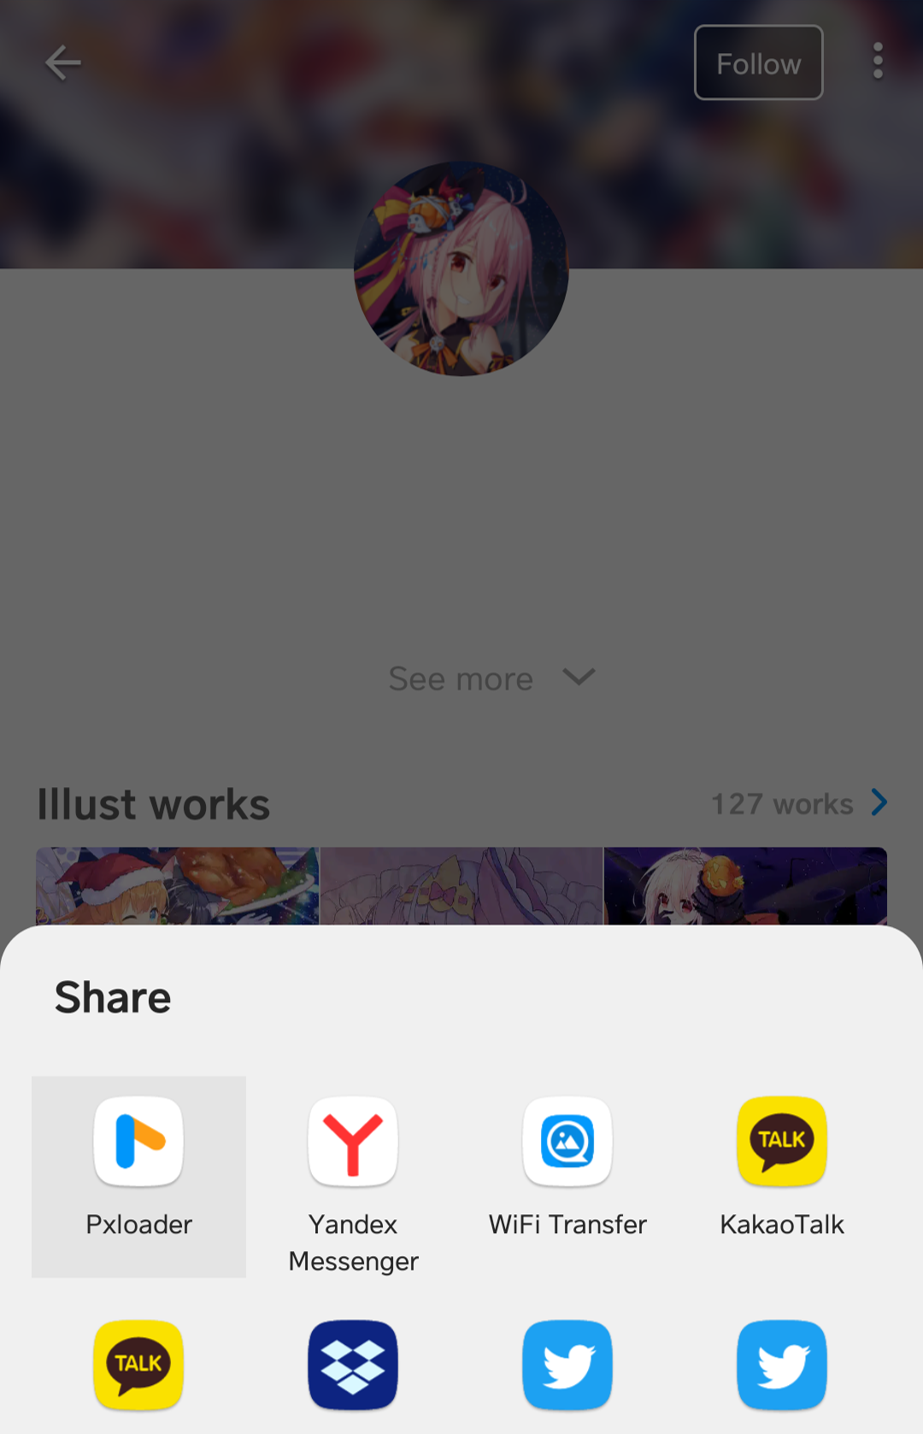 Follow
See more
Illust works
127 works
Share
Pxloader
Yandex
Messenger
WiFi Transfer
TALK
KakaoTalk
TALK